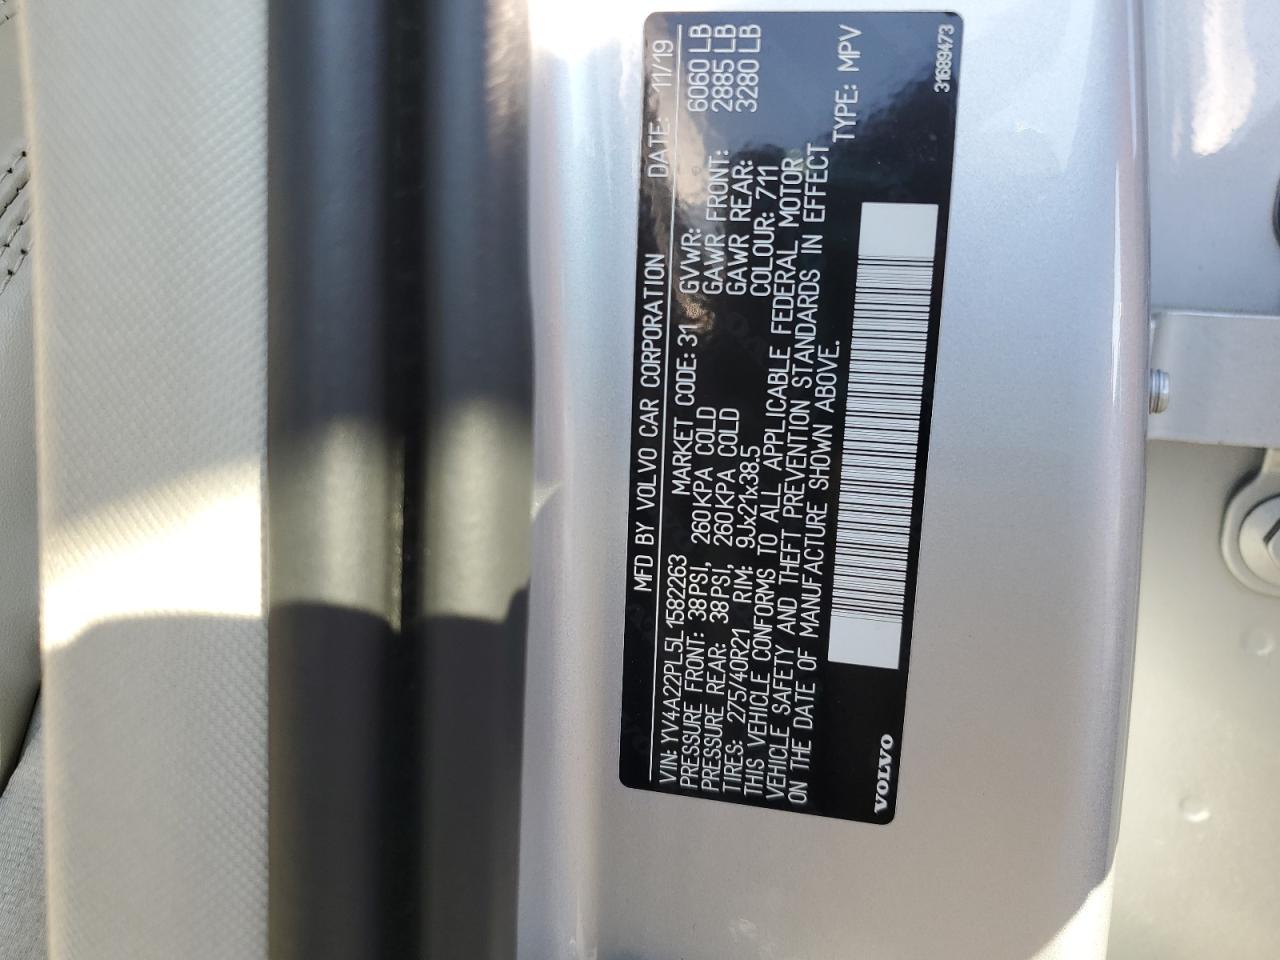 MFD BY VOLVO CAR CORPORATION DATE: 11/19
VIN: YV4A22PL5L1582263 MARKET CODE: 31 GVWR: 6060 LB
PRESSURE FRONT: 38PSI, 260KPA COLD GAWR FRONT: 2885 LB
PRESSURE REAR: 38PSI, 260KPA COLD GAWR REAR: 3280 LB
TIRES: 275/40R21 RIM: 9Jx21x38.5 COLOUR: 711
THIS VEHICLE CONFORMS TO ALL APPLICABLE FEDERAL MOTOR
VEHICLE SAFETY AND THEFT PREVENTION STANDARDS IN EFFECT
ON THE DATE OF MANUFACTURE SHOWN ABOVE. TYPE: MPV
VOLVO
31689473